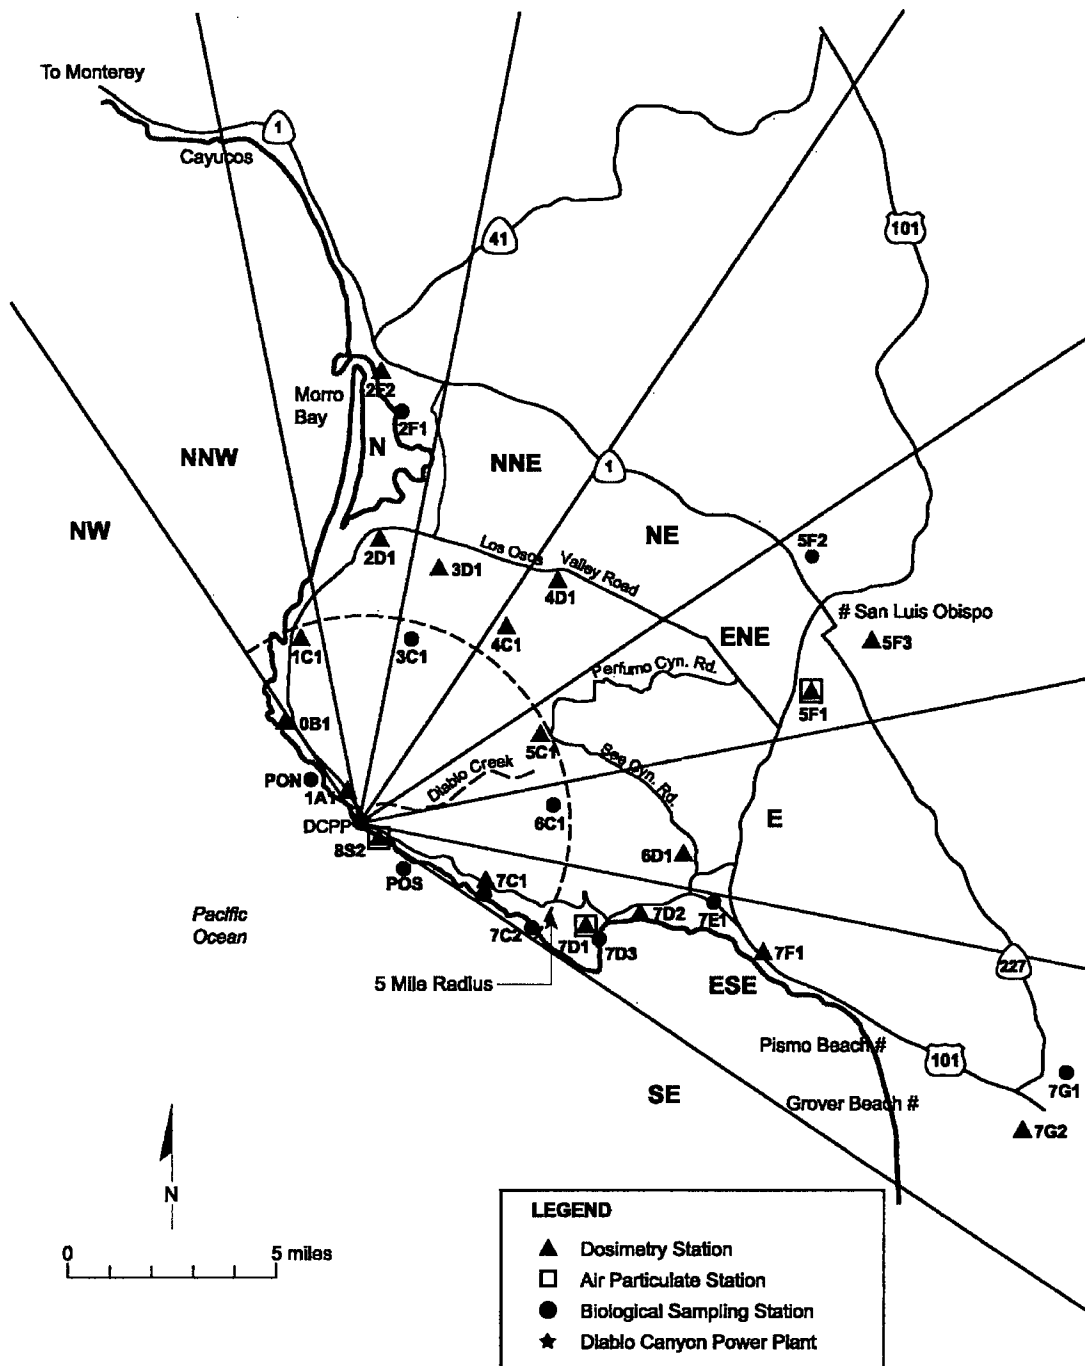 To Monterey
1
Cayucos
41
101
2F2
Morro
Bay
2F1
N
NNW
NNE
1
NW
NE
5F2
2D1
Los Osos Valley Road
3D1
4D1
# San Luis Obispo
4C1
ENE
5F3
1C1
3C1
Perfumo Cyn. Rd.
5F1
0B1
5C1
See Cyn. Rd.
Diablo Creek
PON
1A1
6C1
E
DCPP
8S2
6D1
POS
7C1
Pacific
Ocean
7C2
7D1
7D2
7D3
7E1
7F1
227
5 Mile Radius
ESE
Pismo Beach #
101
7G1
SE
Grover Beach #
7G2
N
0 5 miles
LEGEND
Dosimetry Station
Air Particulate Station
Biological Sampling Station
Diablo Canyon Power Plant